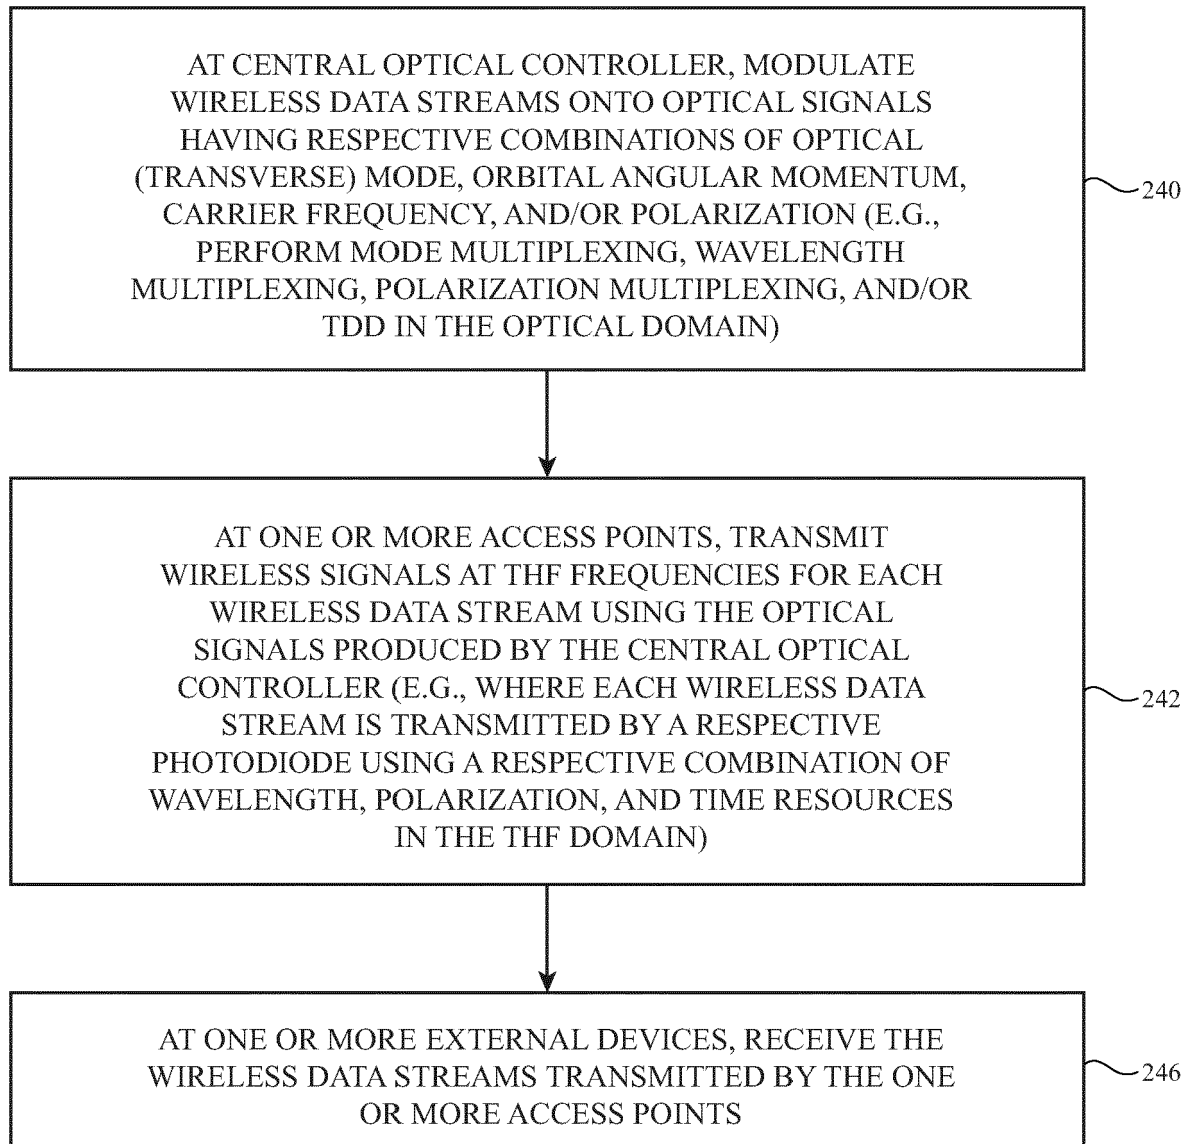 AT CENTRAL OPTICAL CONTROLLER, MODULATE
WIRELESS DATA STREAMS ONTO OPTICAL SIGNALS
HAVING RESPECTIVE COMBINATIONS OF OPTICAL
(TRANSVERSE) MODE, ORBITAL ANGULAR MOMENTUM,
CARRIER FREQUENCY, AND/OR POLARIZATION (E.G.,
PERFORM MODE MULTIPLEXING, WAVELENGTH
MULTIPLEXING, POLARIZATION MULTIPLEXING, AND/OR
TDD IN THE OPTICAL DOMAIN)
240
AT ONE OR MORE ACCESS POINTS, TRANSMIT
WIRELESS SIGNALS AT THF FREQUENCIES FOR EACH
WIRELESS DATA STREAM USING THE OPTICAL
SIGNALS PRODUCED BY THE CENTRAL OPTICAL
CONTROLLER (E.G., WHERE EACH WIRELESS DATA
STREAM IS TRANSMITTED BY A RESPECTIVE
PHOTODIODE USING A RESPECTIVE COMBINATION OF
WAVELENGTH, POLARIZATION, AND TIME RESOURCES
IN THE THF DOMAIN)
242
AT ONE OR MORE EXTERNAL DEVICES, RECEIVE THE
WIRELESS DATA STREAMS TRANSMITTED BY THE ONE
OR MORE ACCESS POINTS
246